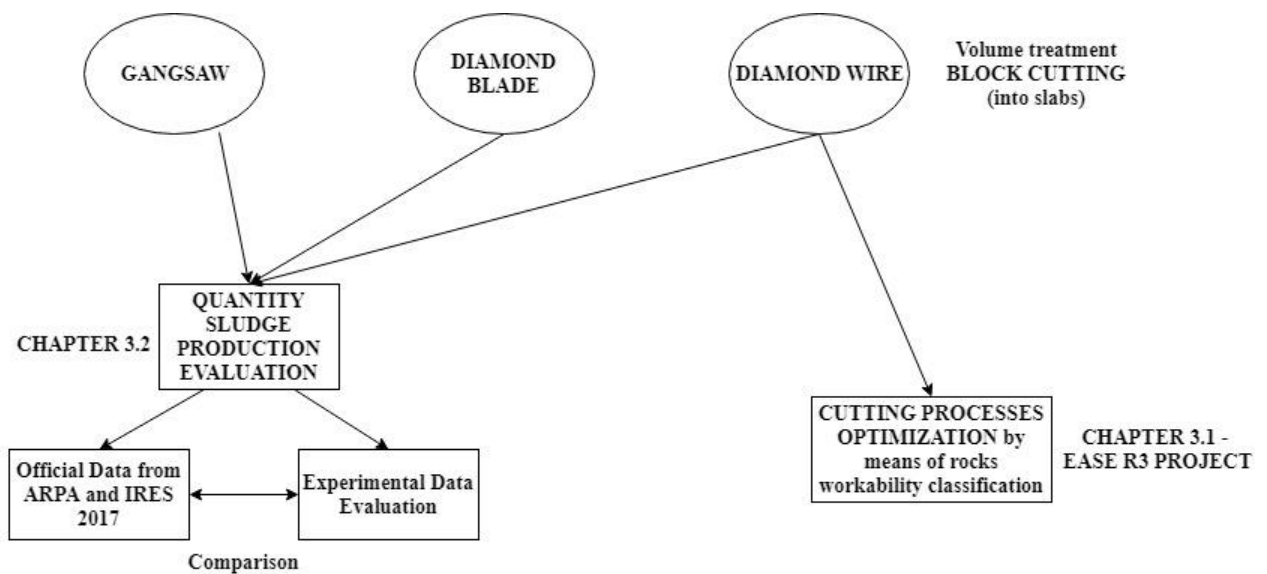 GANGSAW
DIAMOND
BLADE
DIAMOND WIRE
Volume treatment
BLOCK CUTTING
(into slabs)
CHAPTER 3.2
QUANTITY
SLUDGE
PRODUCTION
EVALUATION
Official Data from
ARPA and IRES
2017
Experimental Data
Evaluation
Comparison
CUTTING PROCESSES
OPTIMIZATION by
means of rocks
workability classification
CHAPTER 3.1 -
EASE R3 PROJECT